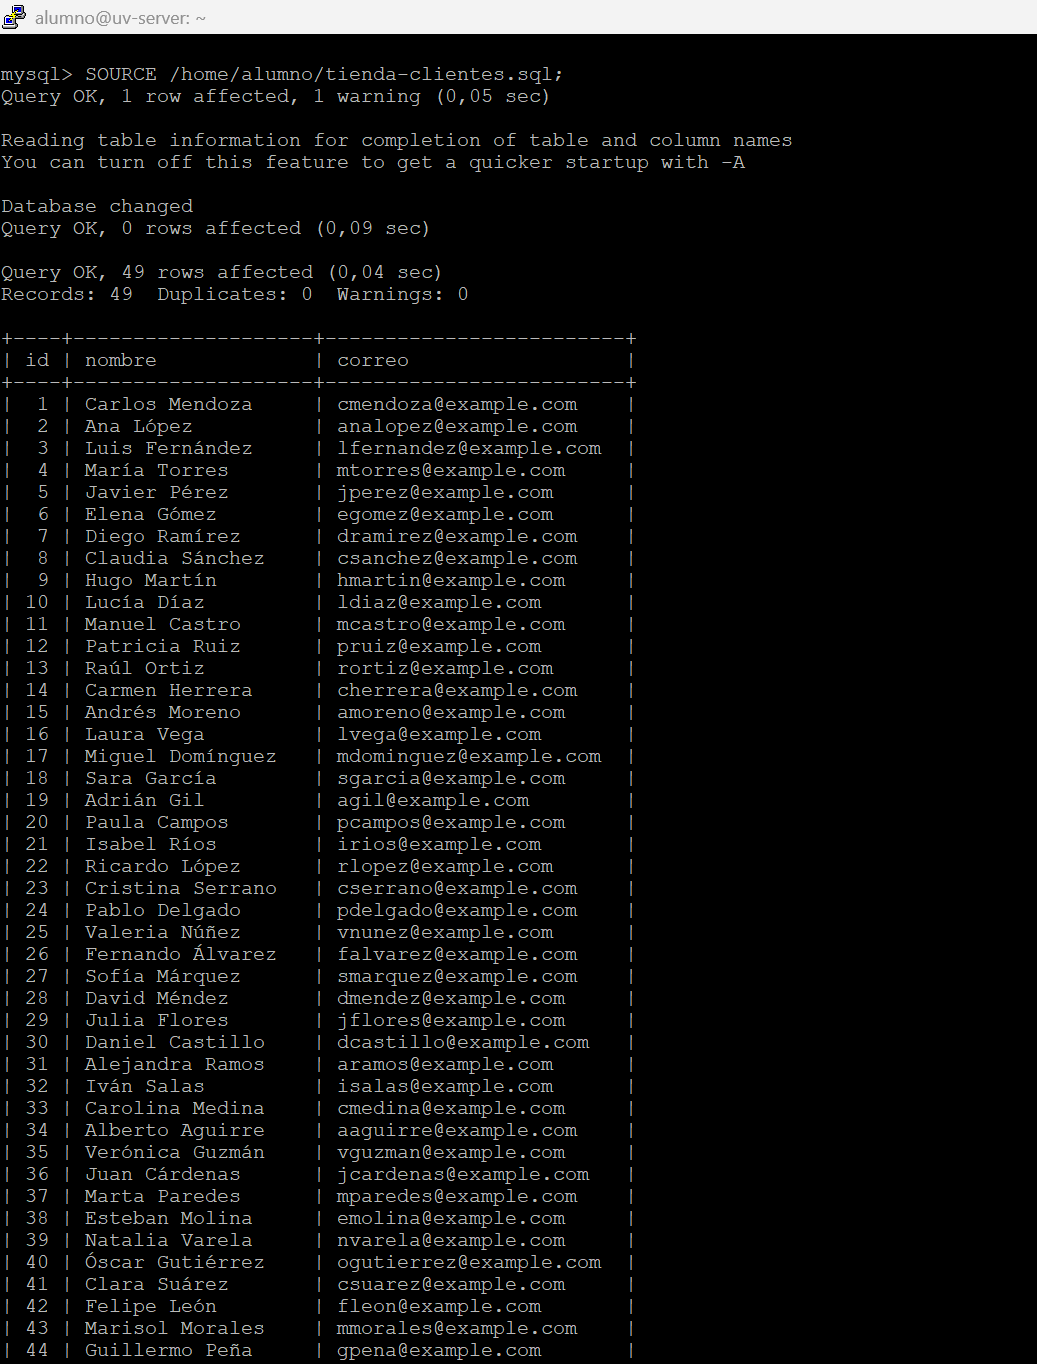 alumno@uv-server: ~
mysql> SOURCE /home/alumno/tienda-clientes.sql;
Query OK, 1 row affected, 1 warning (0,05 sec)
Reading table information for completion of table and column names
You can turn off this feature to get a quicker startup with -A
Database changed
Query OK, 0 rows affected (0,09 sec)
Query OK, 49 rows affected (0,04 sec)
Records: 49  Duplicates: 0  Warnings: 0
+----+--------------------+-------------------------+
| id | nombre             | correo                  |
+----+--------------------+-------------------------+
|  1 | Carlos Mendoza     | cmendoza@example.com    |
|  2 | Ana López          | analopez@example.com    |
|  3 | Luis Fernández     | lfernandez@example.com  |
|  4 | María Torres       | mtorres@example.com     |
|  5 | Javier Pérez       | jperez@example.com      |
|  6 | Elena Gómez        | egomez@example.com      |
|  7 | Diego Ramírez      | dramirez@example.com    |
|  8 | Claudia Sánchez    | csanchez@example.com    |
|  9 | Hugo Martín        | hmartin@example.com     |
| 10 | Lucía Díaz         | ldiaz@example.com       |
| 11 | Manuel Castro      | mcastro@example.com     |
| 12 | Patricia Ruiz      | pruiz@example.com       |
| 13 | Raúl Ortiz         | rortiz@example.com      |
| 14 | Carmen Herrera     | cherrera@example.com    |
| 15 | Andrés Moreno      | amoreno@example.com     |
| 16 | Laura Vega         | lvega@example.com       |
| 17 | Miguel Domínguez   | mdominguez@example.com  |
| 18 | Sara García        | sgarcia@example.com     |
| 19 | Adrián Gil         | agil@example.com        |
| 20 | Paula Campos       | pcampos@example.com     |
| 21 | Isabel Ríos        | irios@example.com       |
| 22 | Ricardo López      | rlopez@example.com      |
| 23 | Cristina Serrano   | cserrano@example.com    |
| 24 | Pablo Delgado      | pdelgado@example.com    |
| 25 | Valeria Núñez      | vnunez@example.com      |
| 26 | Fernando Álvarez   | falvarez@example.com    |
| 27 | Sofía Márquez      | smarquez@example.com    |
| 28 | David Méndez       | dmendez@example.com     |
| 29 | Julia Flores       | jflores@example.com     |
| 30 | Daniel Castillo    | dcastillo@example.com   |
| 31 | Alejandra Ramos    | aramos@example.com      |
| 32 | Iván Salas         | isalas@example.com      |
| 33 | Carolina Medina    | cmedina@example.com     |
| 34 | Alberto Aguirre    | aaguirre@example.com    |
| 35 | Verónica Guzmán    | vguzman@example.com     |
| 36 | Juan Cárdenas      | jcardenas@example.com   |
| 37 | Marta Paredes      | mparedes@example.com    |
| 38 | Esteban Molina     | emolina@example.com     |
| 39 | Natalia Varela     | nvarela@example.com     |
| 40 | Óscar Gutiérrez    | ogutierrez@example.com  |
| 41 | Clara Suárez       | csuarez@example.com     |
| 42 | Felipe León        | fleon@example.com       |
| 43 | Marisol Morales    | mmorales@example.com    |
| 44 | Guillermo Peña     | gpena@example.com       |